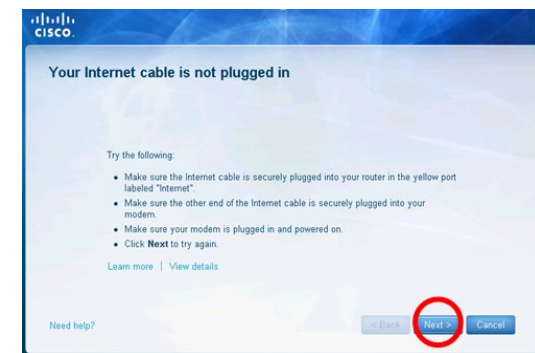 CISCO.
Your Internet cable is not plugged in
Try the following:
• Make sure the Internet cable is securely plugged into your router in the yellow port
labeled "Internet".
• Make sure the other end of the Internet cable is securely plugged into your
modem.
• Make sure your modem is plugged in and powered on.
• Click Next to try again.
Learn more | View details
Need help? < Back Next > Cancel